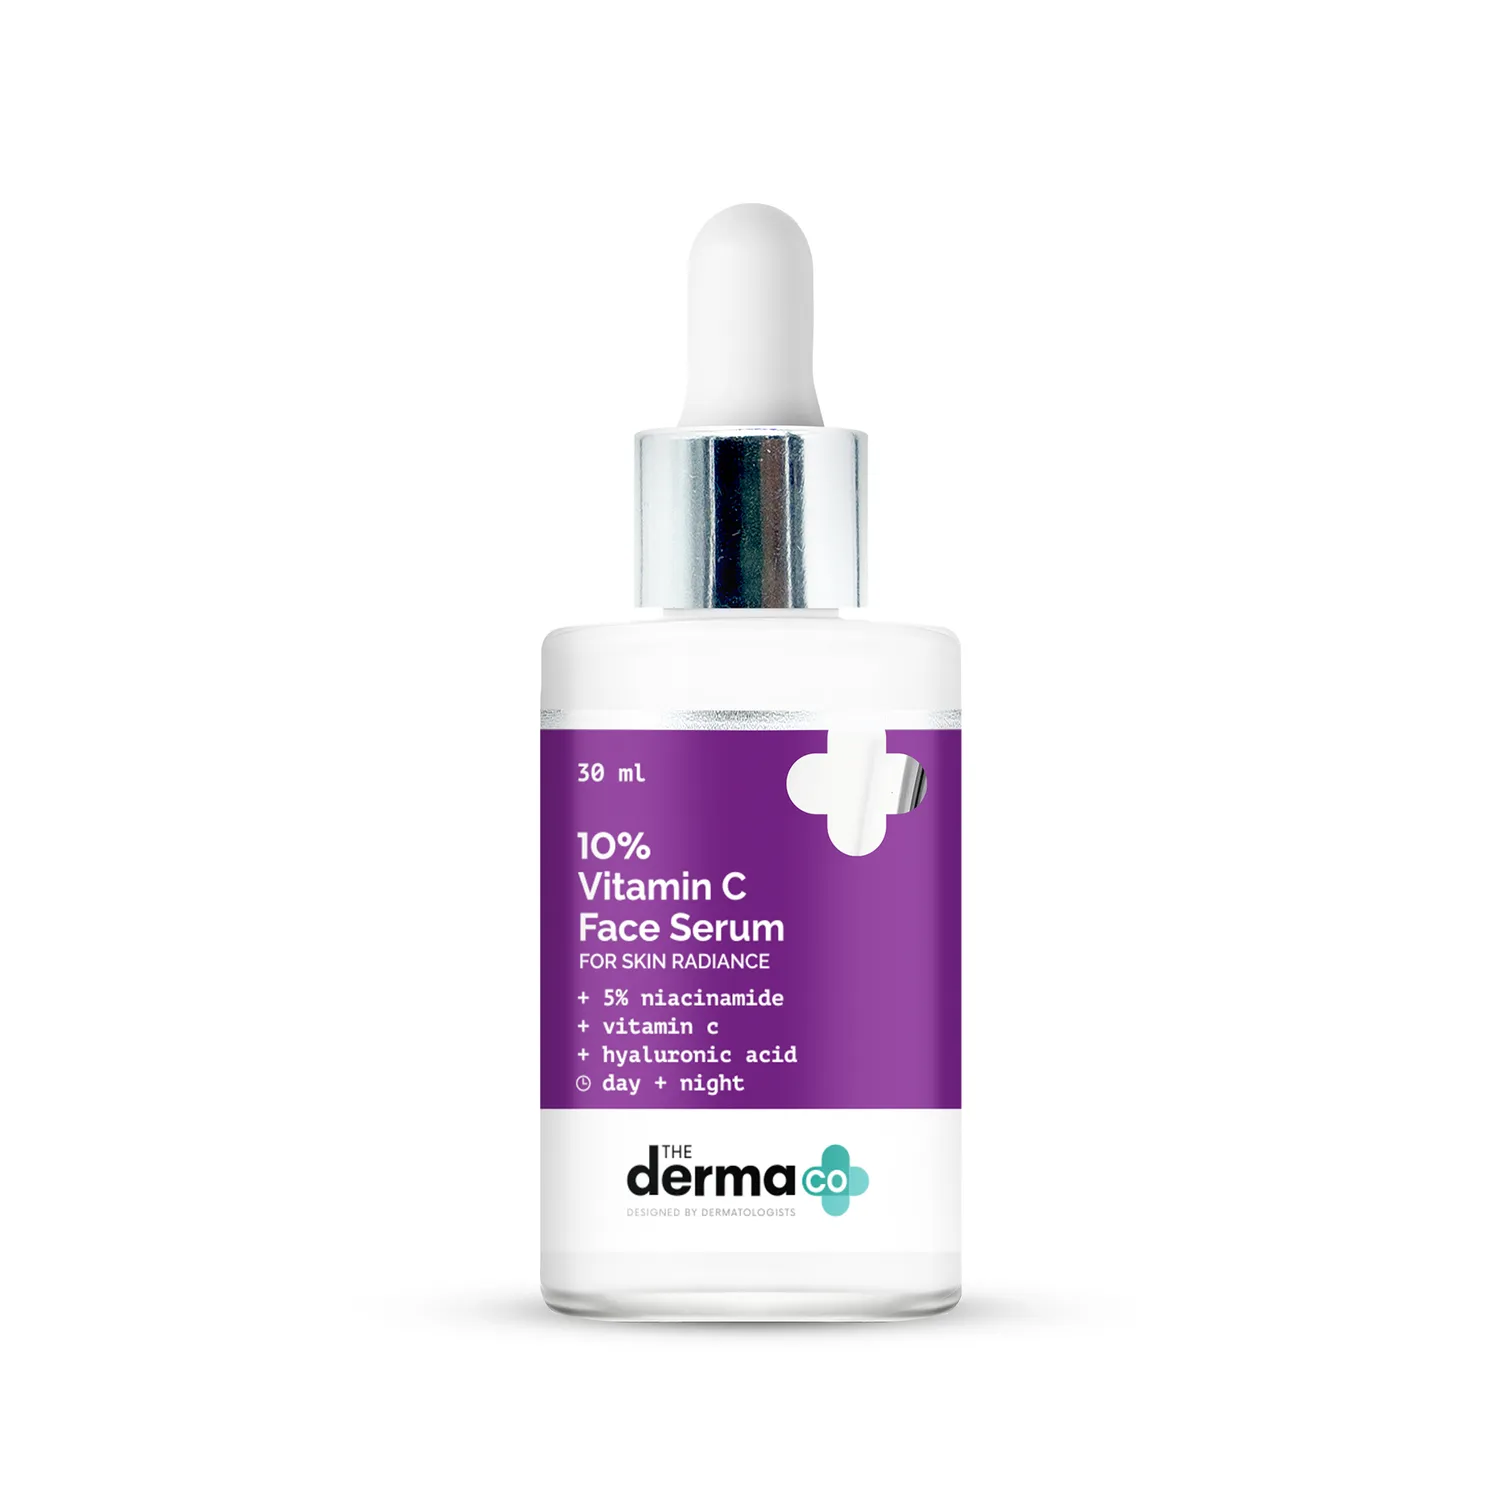 30 ml
10%
Vitamin C
Face Serum
FOR SKIN RADIANCE
+ 5% niacinamide
+ vitamin c
+ hyaluronic acid
day + night
THE
derma co
DESIGNED BY DERMATOLOGISTS